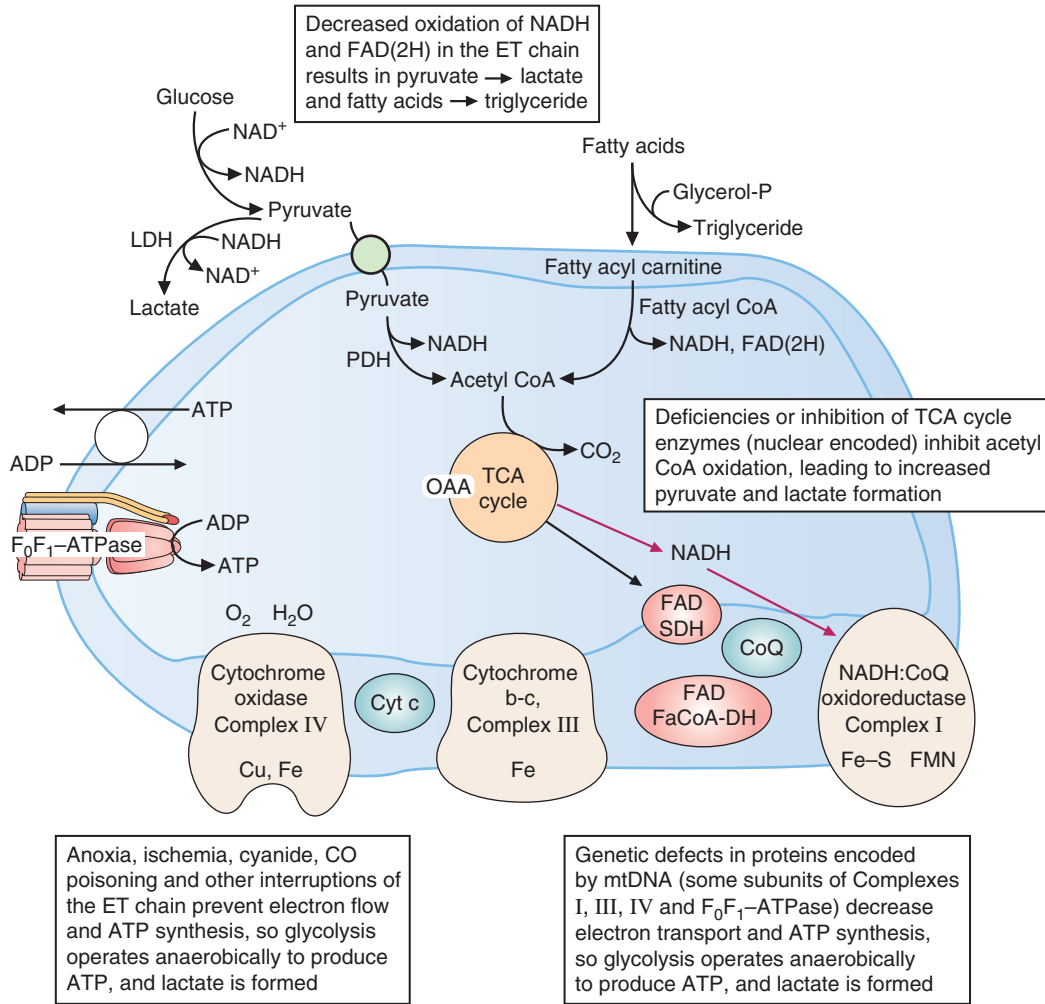 Decreased oxidation of NADH
and FAD(2H) in the ET chain
results in pyruvate → lactate
and fatty acids → triglyceride
Glucose
NAD⁺
NADH
Pyruvate
LDH
NADH
NAD⁺
Lactate
Fatty acids
Glycerol-P
Triglyceride
Fatty acyl carnitine
Pyruvate
Fatty acyl CoA
NADH
NADH, FAD(2H)
PDH
Acetyl CoA
ATP
ADP
CO₂
OAA
TCA
cycle
Deficiencies or inhibition of TCA cycle
enzymes (nuclear encoded) inhibit acetyl
CoA oxidation, leading to increased
pyruvate and lactate formation
F₀F₁–ATPase
ADP
ATP
NADH
O₂ H₂O
FAD
SDH
CoQ
Cytochrome
oxidase
Complex IV
Cu, Fe
Cyt c
Cytochrome
b-c,
Complex III
Fe
FAD
FaCoA-DH
NADH:CoQ
oxidoreductase
Complex I
Fe–S FMN
Anoxia, ischemia, cyanide, CO
poisoning and other interruptions of
the ET chain prevent electron flow
and ATP synthesis, so glycolysis
operates anaerobically to produce
ATP, and lactate is formed
Genetic defects in proteins encoded
by mtDNA (some subunits of Complexes
I, III, IV and F₀F₁–ATPase) decrease
electron transport and ATP synthesis,
so glycolysis operates anaerobically
to produce ATP, and lactate is formed